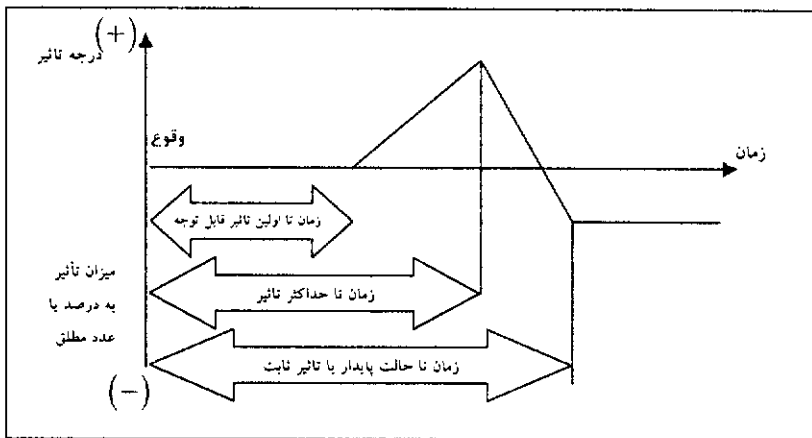 (+)
درجه تاثیر
وقوع
زمان
زمان تا اولین تاثیر قابل توجه
میزان تأثیر
به درصد یا
عدد مطلق
زمان تا حداکثر تاثیر
زمان تا حالت پایدار یا تاثیر ثابت
(−)